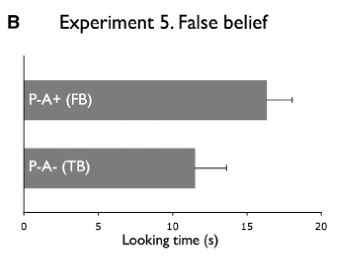 B Experiment 5. False belief
P-A+ (FB)
P-A- (TB)
0 5 10 15 20
Looking time (s)